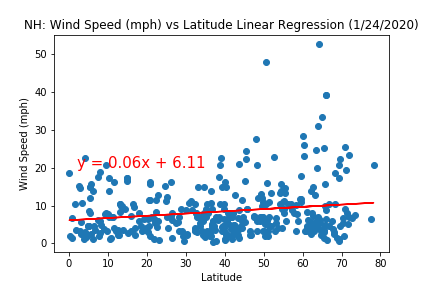 NH: Wind Speed (mph) vs Latitude Linear Regression (1/24/2020)
Wind Speed (mph)
50
40
30
20
10
0
y = 0.06x + 6.11
0 10 20 30 40 50 60 70 80
Latitude